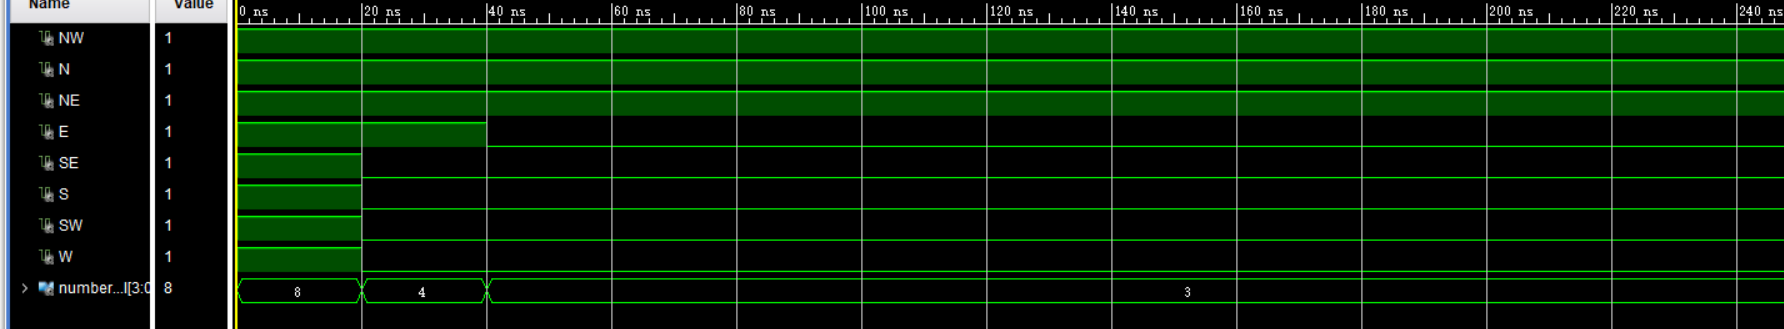 Name Value 0 ns 20 ns 40 ns 60 ns 80 ns 100 ns 120 ns 140 ns 160 ns 180 ns 200 ns 220 ns 240 ns
NW 1
N 1
NE 1
E 1
SE 1
S 1
SW 1
W 1
number...l[3:0 8 8 4 3